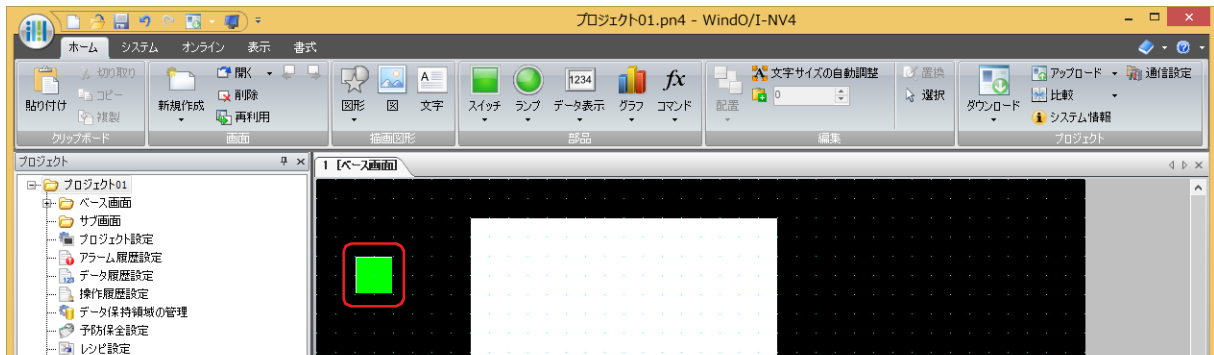 プロジェクト01.pn4 - WindO/I-NV4
ホーム システム オンライン 表示 書式
貼り付け
切り取り
コピー
複製
クリップボード
新規作成
開く
削除
再利用
画面
図形
図
文字
描画図形
スイッチ
ランプ
1234
データ表示
グラフ
fx
コマンド
部品
配置
文字サイズの自動調整
0
置換
選択
編集
ダウンロード
アップロード
比較
システム情報
通信設定
プロジェクト
プロジェクト
1 [ベース画面]
プロジェクト01
ベース画面
サブ画面
プロジェクト設定
アラーム履歴設定
データ履歴設定
操作履歴設定
データ保持領域の管理
予防保全設定
レシピ設定